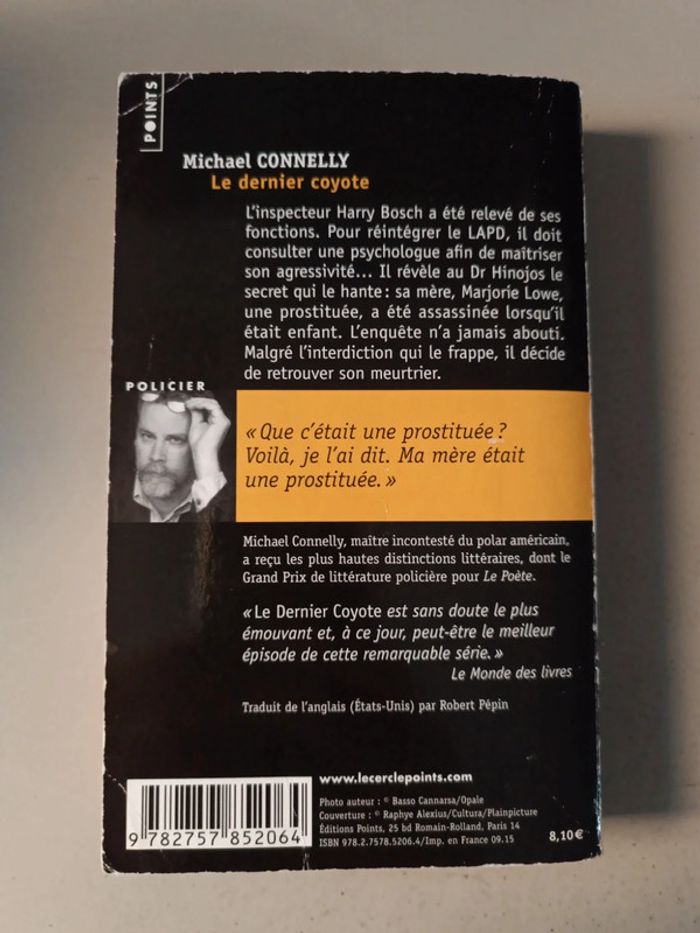 POINTS
Michael CONNELLY
Le dernier coyote
L'inspecteur Harry Bosch a été relevé de ses
fonctions. Pour réintégrer le LAPD, il doit
consulter une psychologue afin de maîtriser
son agressivité... Il révèle au Dr Hinojos le
secret qui le hante : sa mère, Marjorie Lowe,
une prostituée, a été assassinée lorsqu'il
était enfant. L'enquête n'a jamais abouti.
Malgré l'interdiction qui le frappe, il décide
de retrouver son meurtrier.
POLICIER
« Que c'était une prostituée ?
Voilà, je l'ai dit. Ma mère était
une prostituée. »
Michael Connelly, maître incontesté du polar américain,
a reçu les plus hautes distinctions littéraires, dont le
Grand Prix de littérature policière pour Le Poète.
« Le Dernier Coyote est sans doute le plus
émouvant et, à ce jour, peut-être le meilleur
épisode de cette remarquable série. »
Le Monde des livres
Traduit de l'anglais (États-Unis) par Robert Pépin
www.lecerclepoints.com
Photo auteur : © Basso Cannarsa/Opale
Couverture : © Raphye Alexius/Cultura/Plainpicture
Éditions Points, 25 bd Romain-Rolland, Paris 14
ISBN 978.2.7578.5206.4/Imp. en France 09.15
8,10€
9 782757 852064